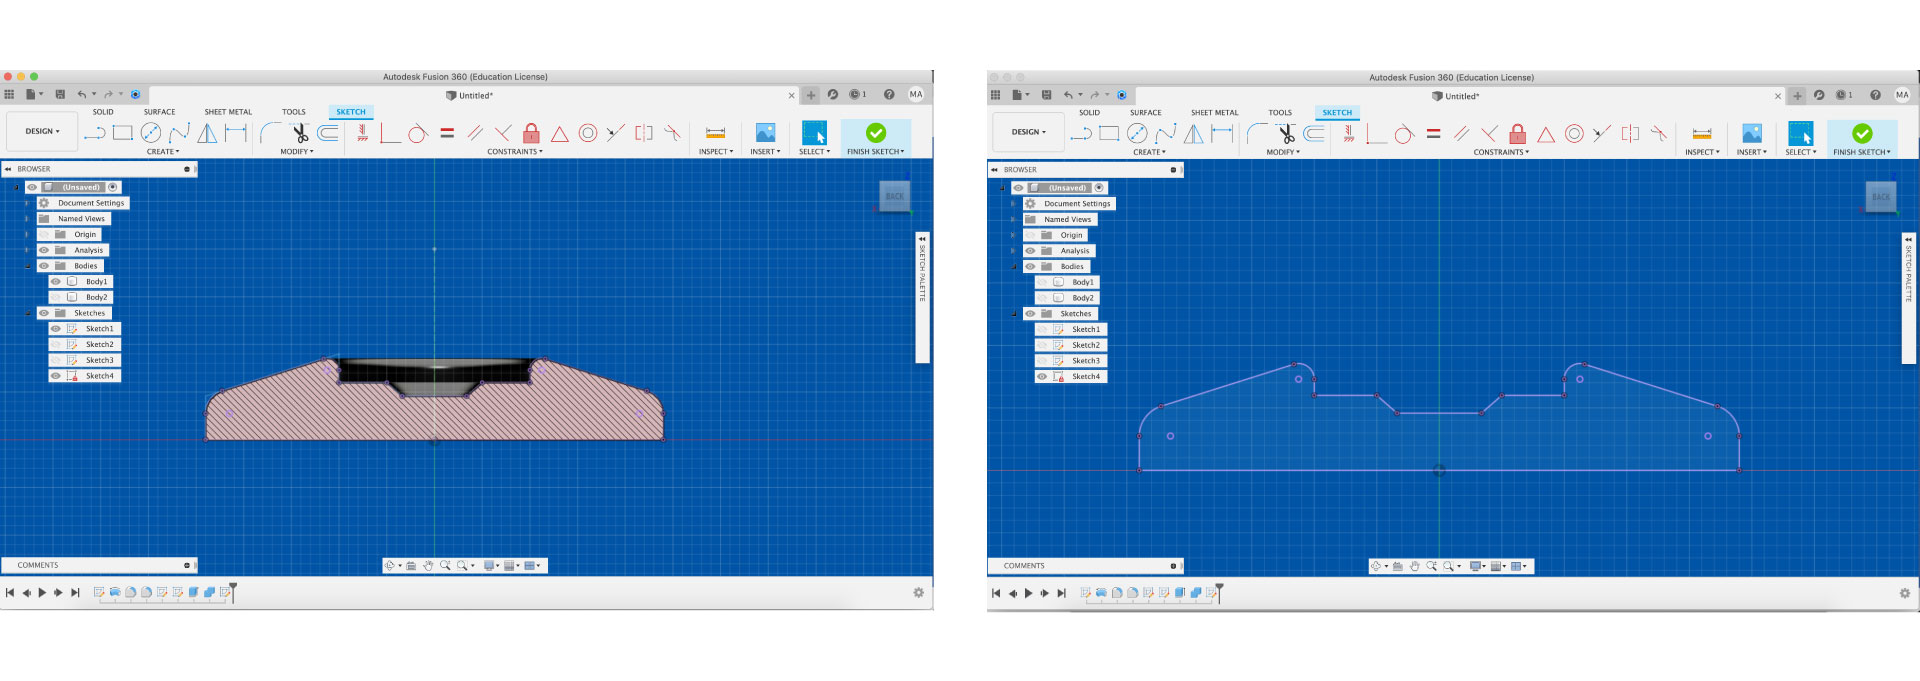 Autodesk Fusion 360 (Education License)
Untitled*
1
MA
SOLID SURFACE SHEET METAL TOOLS SKETCH
DESIGN
CREATE MODIFY CONSTRAINTS INSPECT INSERT SELECT FINISH SKETCH
BROWSER
(Unsaved)
BACK
Document Settings
Named Views
Origin
Analysis
Bodies
Body1
Body2
Sketches
Sketch1
Sketch2
Sketch3
Sketch4
SKETCH PALETTE
COMMENTS
Autodesk Fusion 360 (Education License)
Untitled*
1
MA
SOLID SURFACE SHEET METAL TOOLS SKETCH
DESIGN
CREATE MODIFY CONSTRAINTS INSPECT INSERT SELECT FINISH SKETCH
BROWSER
(Unsaved)
BACK
Document Settings
Named Views
Origin
Analysis
Bodies
Body1
Body2
Sketches
Sketch1
Sketch2
Sketch3
Sketch4
SKETCH PALETTE
COMMENTS